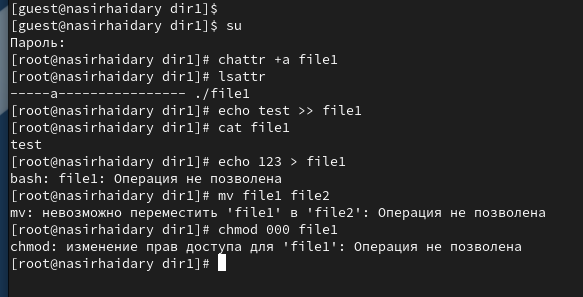 [guest@nasirhaidary dir1]$
[guest@nasirhaidary dir1]$ su
Пароль:
[root@nasirhaidary dir1]# chattr +a file1
[root@nasirhaidary dir1]# lsattr
-----a---------------- ./file1
[root@nasirhaidary dir1]# echo test >> file1
[root@nasirhaidary dir1]# cat file1
test
[root@nasirhaidary dir1]# echo 123 > file1
bash: file1: Операция не позволена
[root@nasirhaidary dir1]# mv file1 file2
mv: невозможно переместить 'file1' в 'file2': Операция не позволена
[root@nasirhaidary dir1]# chmod 000 file1
chmod: изменение прав доступа для 'file1': Операция не позволена
[root@nasirhaidary dir1]#